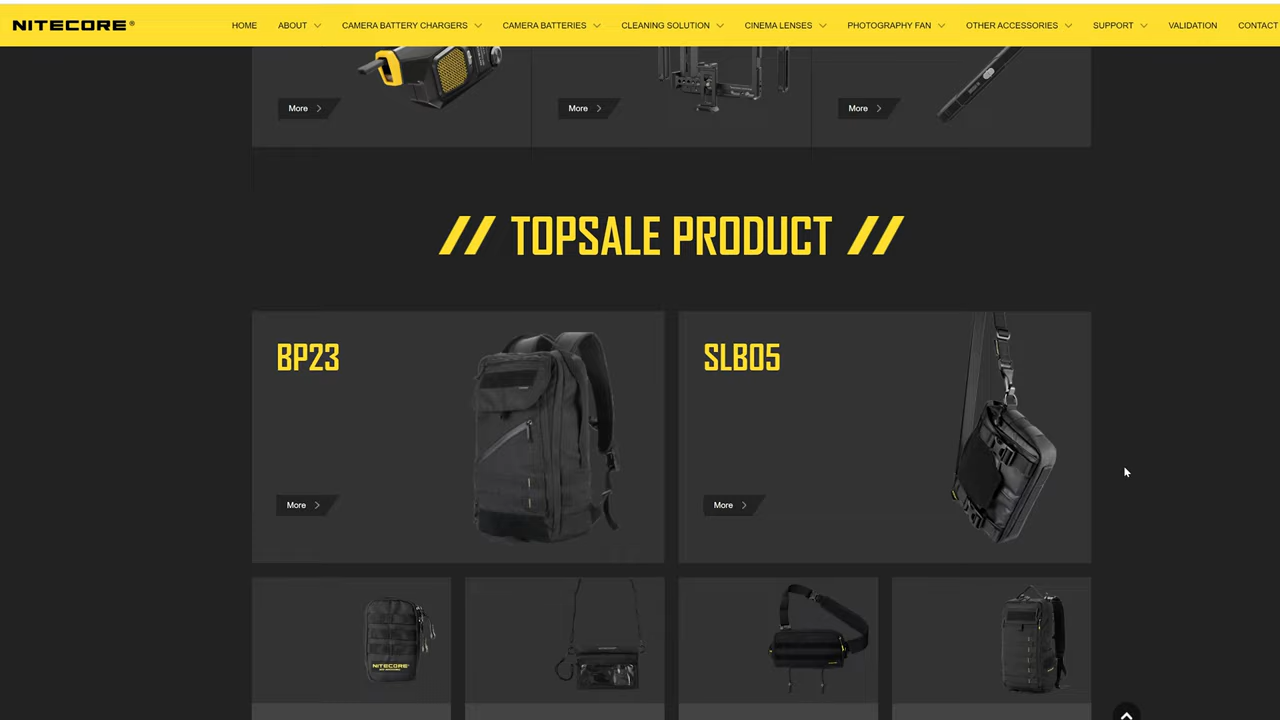 NITECORE®
HOME
ABOUT
CAMERA BATTERY CHARGERS
CAMERA BATTERIES
CLEANING SOLUTION
CINEMA LENSES
PHOTOGRAPHY FAN
OTHER ACCESSORIES
SUPPORT
VALIDATION
CONTACT
More
More
More
// TOPSALE PRODUCT //
BP23
SLB05
More
More
NITECORE®